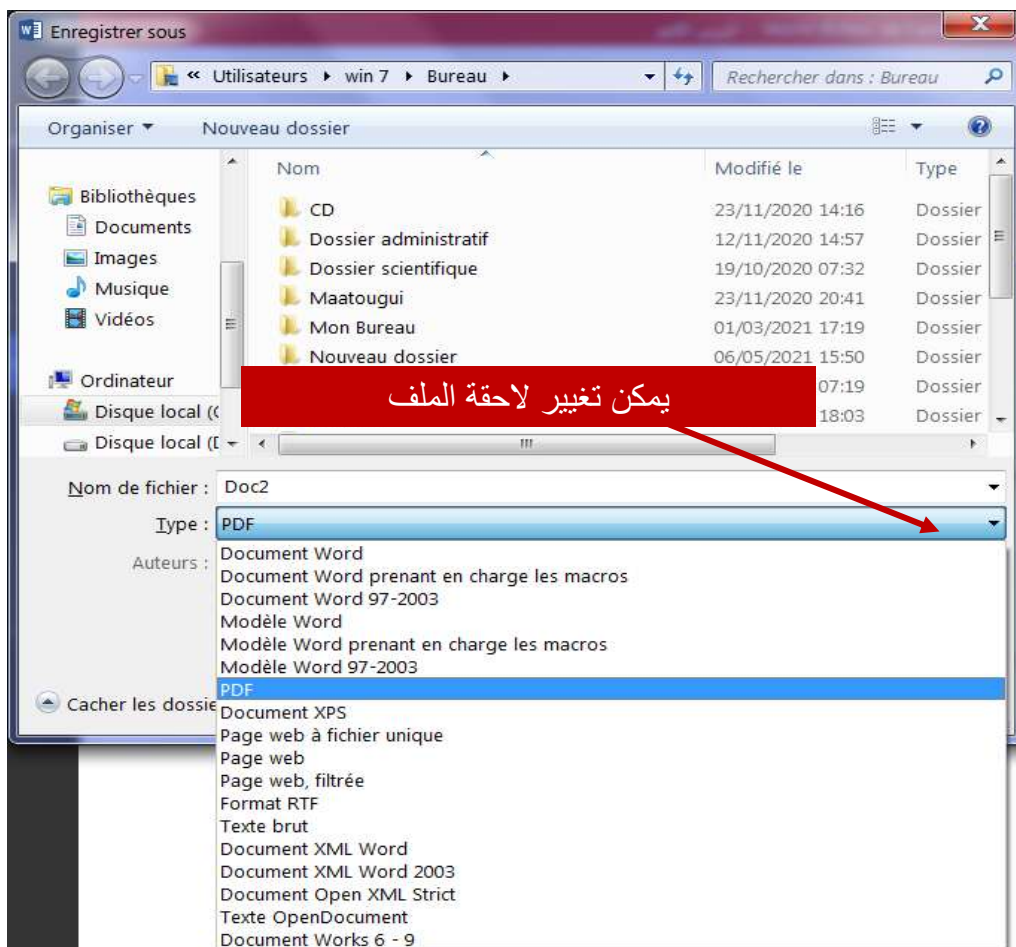 Enregistrer sous
« Utilisateurs ▸ win 7 ▸ Bureau ▸
Rechercher dans : Bureau
Organiser ▾ Nouveau dossier
Nom Modifié le Type
Bibliothèques
Documents
Images
Musique
Vidéos
Ordinateur
Disque local (
Disque local (
CD 23/11/2020 14:16 Dossier
Dossier administratif 12/11/2020 14:57 Dossier
Dossier scientifique 19/10/2020 07:32 Dossier
Maatougui 23/11/2020 20:41 Dossier
Mon Bureau 01/03/2021 17:19 Dossier
Nouveau dossier 06/05/2021 15:50 Dossier
07:19 Dossier
18:03 Dossier
يمكن تغيير لاحقة الملف
Nom de fichier : Doc2
Type : PDF
Auteurs :
Document Word
Document Word prenant en charge les macros
Document Word 97-2003
Modèle Word
Modèle Word prenant en charge les macros
Modèle Word 97-2003
PDF
Document XPS
Page web à fichier unique
Page web
Page web, filtrée
Format RTF
Texte brut
Document XML Word
Document XML Word 2003
Document Open XML Strict
Texte OpenDocument
Document Works 6 - 9
Cacher les dossie